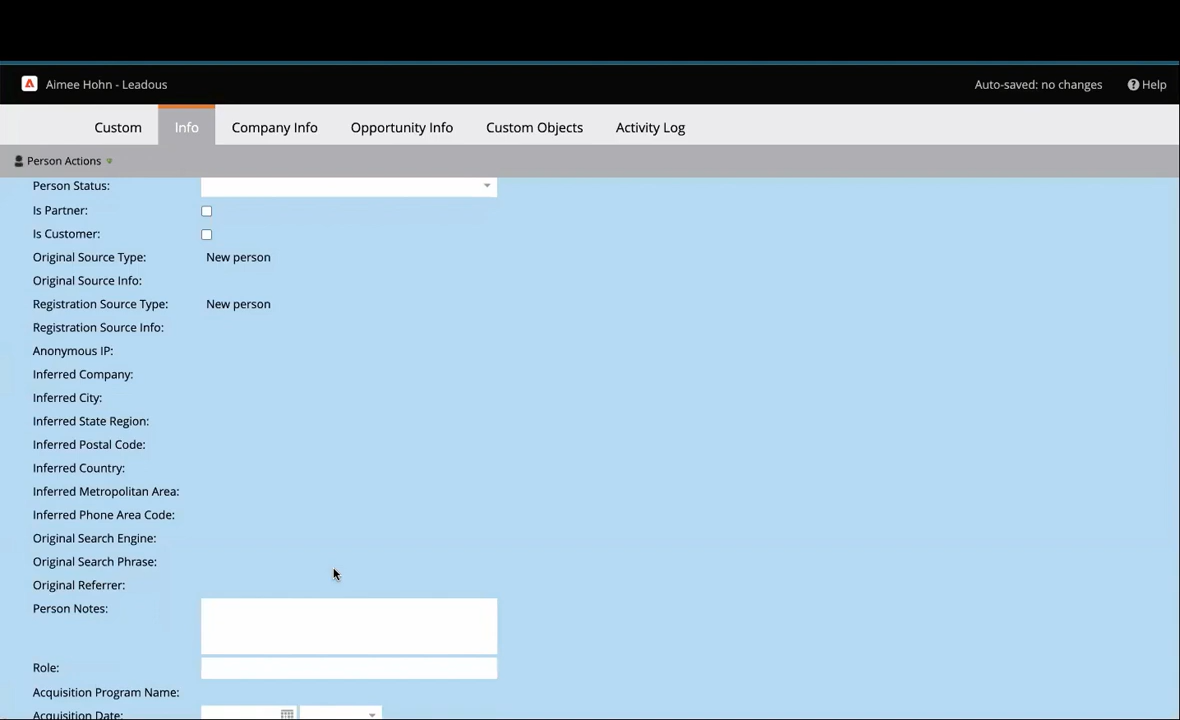 Aimee Hohn - Leadous
Auto-saved: no changes
Help
Custom
Info
Company Info
Opportunity Info
Custom Objects
Activity Log
Person Actions
Person Status:
Is Partner:
Is Customer:
Original Source Type: New person
Original Source Info:
Registration Source Type: New person
Registration Source Info:
Anonymous IP:
Inferred Company:
Inferred City:
Inferred State Region:
Inferred Postal Code:
Inferred Country:
Inferred Metropolitan Area:
Inferred Phone Area Code:
Original Search Engine:
Original Search Phrase:
Original Referrer:
Person Notes:
Role:
Acquisition Program Name:
Acquisition Date: